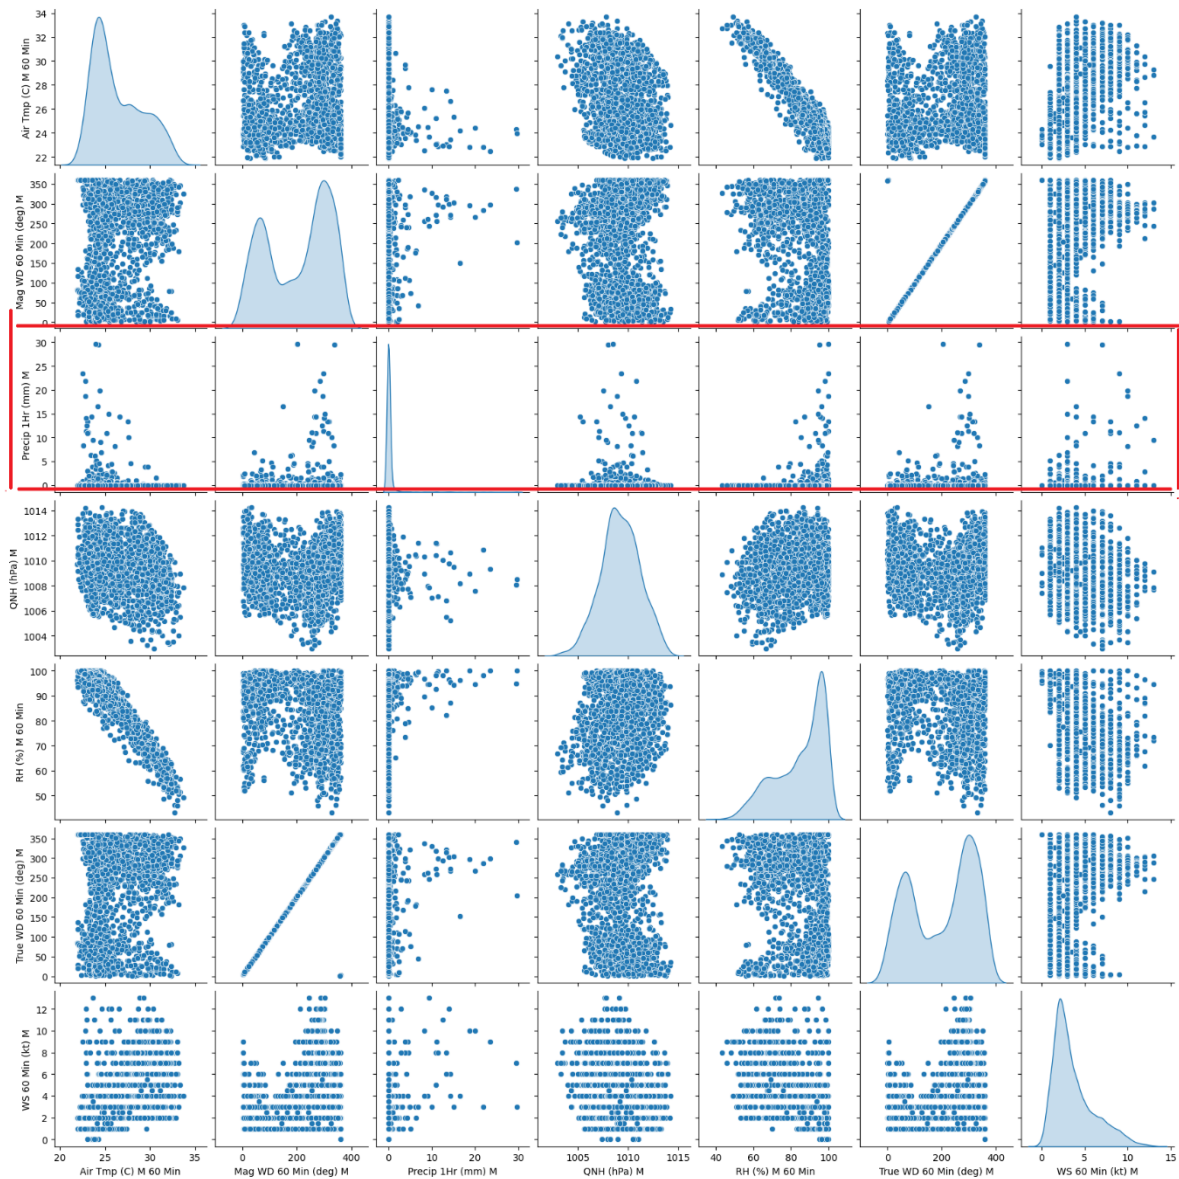 34
32
30
28
26
24
22
Air Tmp (C) M 60 Min
350
300
250
200
150
100
50
0
Mag WD 60 Min (deg) M
30
25
20
15
10
5
0
Precip 1Hr (mm) M
1014
1012
1010
1008
1006
1004
QNH (hPa) M
100
90
80
70
60
50
RH (%) M 60 Min
350
300
250
200
150
100
50
0
True WD 60 Min (deg) M
12
10
8
6
4
2
0
WS 60 Min (kt) M
20 25 30 35
0 200 400
0 10 20 30
1005 1010 1015
40 60 80 100
0 200 400
0 5 10 15
Air Tmp (C) M 60 Min
Mag WD 60 Min (deg) M
Precip 1Hr (mm) M
QNH (hPa) M
RH (%) M 60 Min
True WD 60 Min (deg) M
WS 60 Min (kt) M